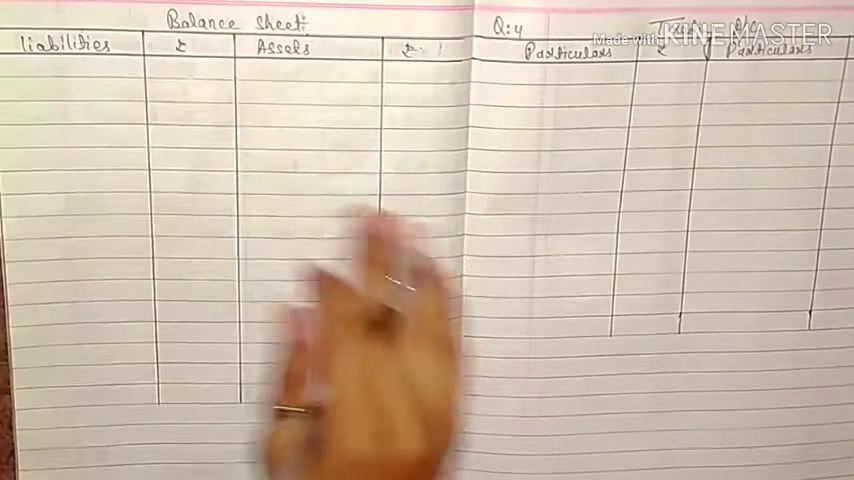 Balance Sheet:
Liabilities ₹ Assets ₹
Q:4
Made with KINEMASTER
Particulars ₹ Particulars